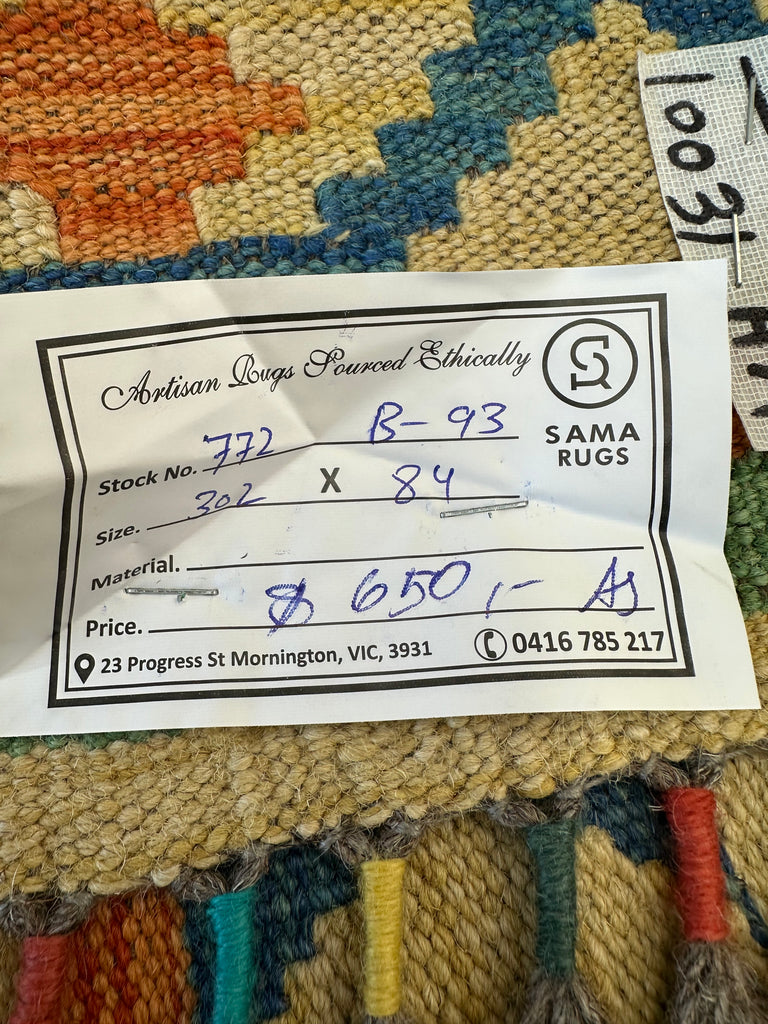 10031
Artisan Rugs Sourced Ethically
SAMA
RUGS
Stock No. 772 B-93
Size. 302 X 84
Material.
Price. $ 650,-
23 Progress St Mornington, VIC, 3931
0416 785 217